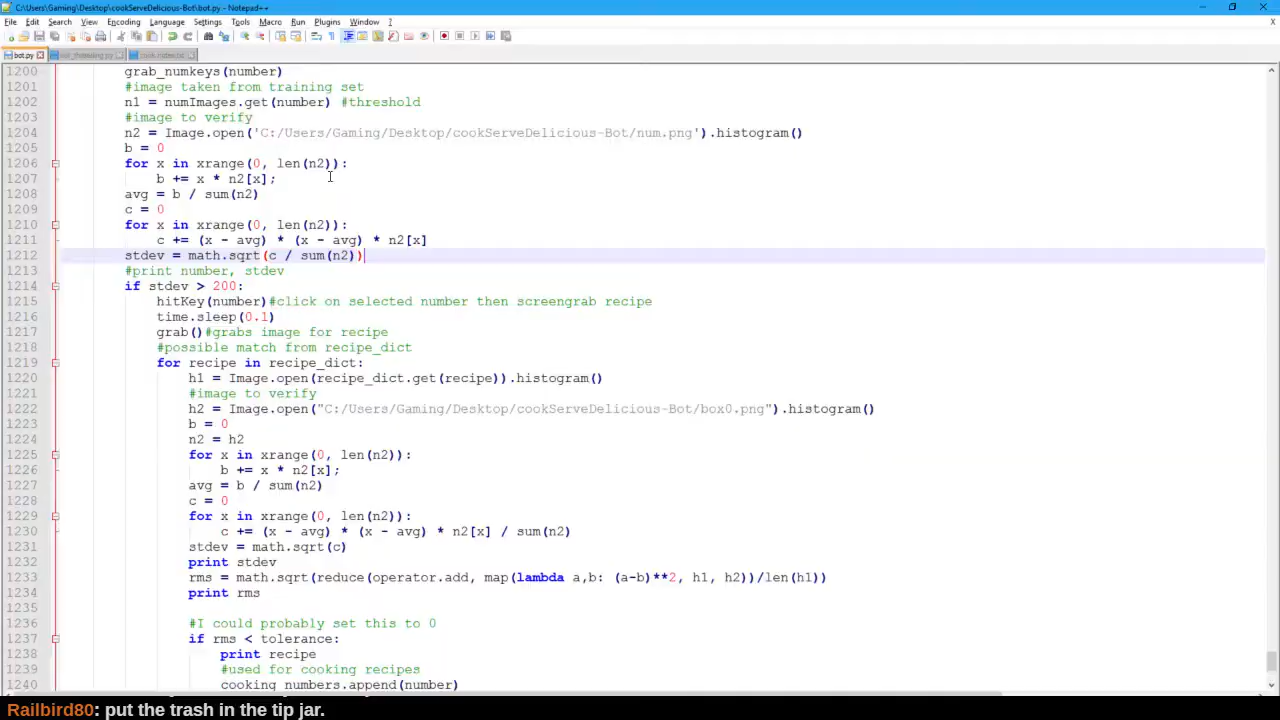 C:\Users\Gaming\Desktop\cookServeDelicious-Bot\bot.py - Notepad++
File Edit Search View Encoding Language Settings Tools Macro Run Plugins Window ?
bot.py
1200 grab_numkeys(number)
1201 #image taken from training set
1202 n1 = numImages.get(number) #threshold
1203 #image to verify
1204 n2 = Image.open('C:/Users/Gaming/Desktop/cookServeDelicious-Bot/num.png').histogram()
1205 b = 0
1206 for x in xrange(0, len(n2)):
1207 b += x * n2[x];
1208 avg = b / sum(n2)
1209 c = 0
1210 for x in xrange(0, len(n2)):
1211 c += (x - avg) * (x - avg) * n2[x]
1212 stdev = math.sqrt(c / sum(n2))
1213 #print number, stdev
1214 if stdev > 200:
1215 hitKey(number)#click on selected number then screengrab recipe
1216 time.sleep(0.1)
1217 grab()#grabs image for recipe
1218 #possible match from recipe_dict
1219 for recipe in recipe_dict:
1220 h1 = Image.open(recipe_dict.get(recipe)).histogram()
1221 #image to verify
1222 h2 = Image.open("C:/Users/Gaming/Desktop/cookServeDelicious-Bot/box0.png").histogram()
1223 b = 0
1224 n2 = h2
1225 for x in xrange(0, len(n2)):
1226 b += x * n2[x];
1227 avg = b / sum(n2)
1228 c = 0
1229 for x in xrange(0, len(n2)):
1230 c += (x - avg) * (x - avg) * n2[x] / sum(n2)
1231 stdev = math.sqrt(c)
1232 print stdev
1233 rms = math.sqrt(reduce(operator.add, map(lambda a,b: (a-b)**2, h1, h2))/len(h1))
1234 print rms
1235
1236 #I could probably set this to 0
1237 if rms < tolerance:
1238 print recipe
1239 #used for cooking recipes
1240 cooking_numbers.append(number)
Railbird80: put the trash in the tip jar.